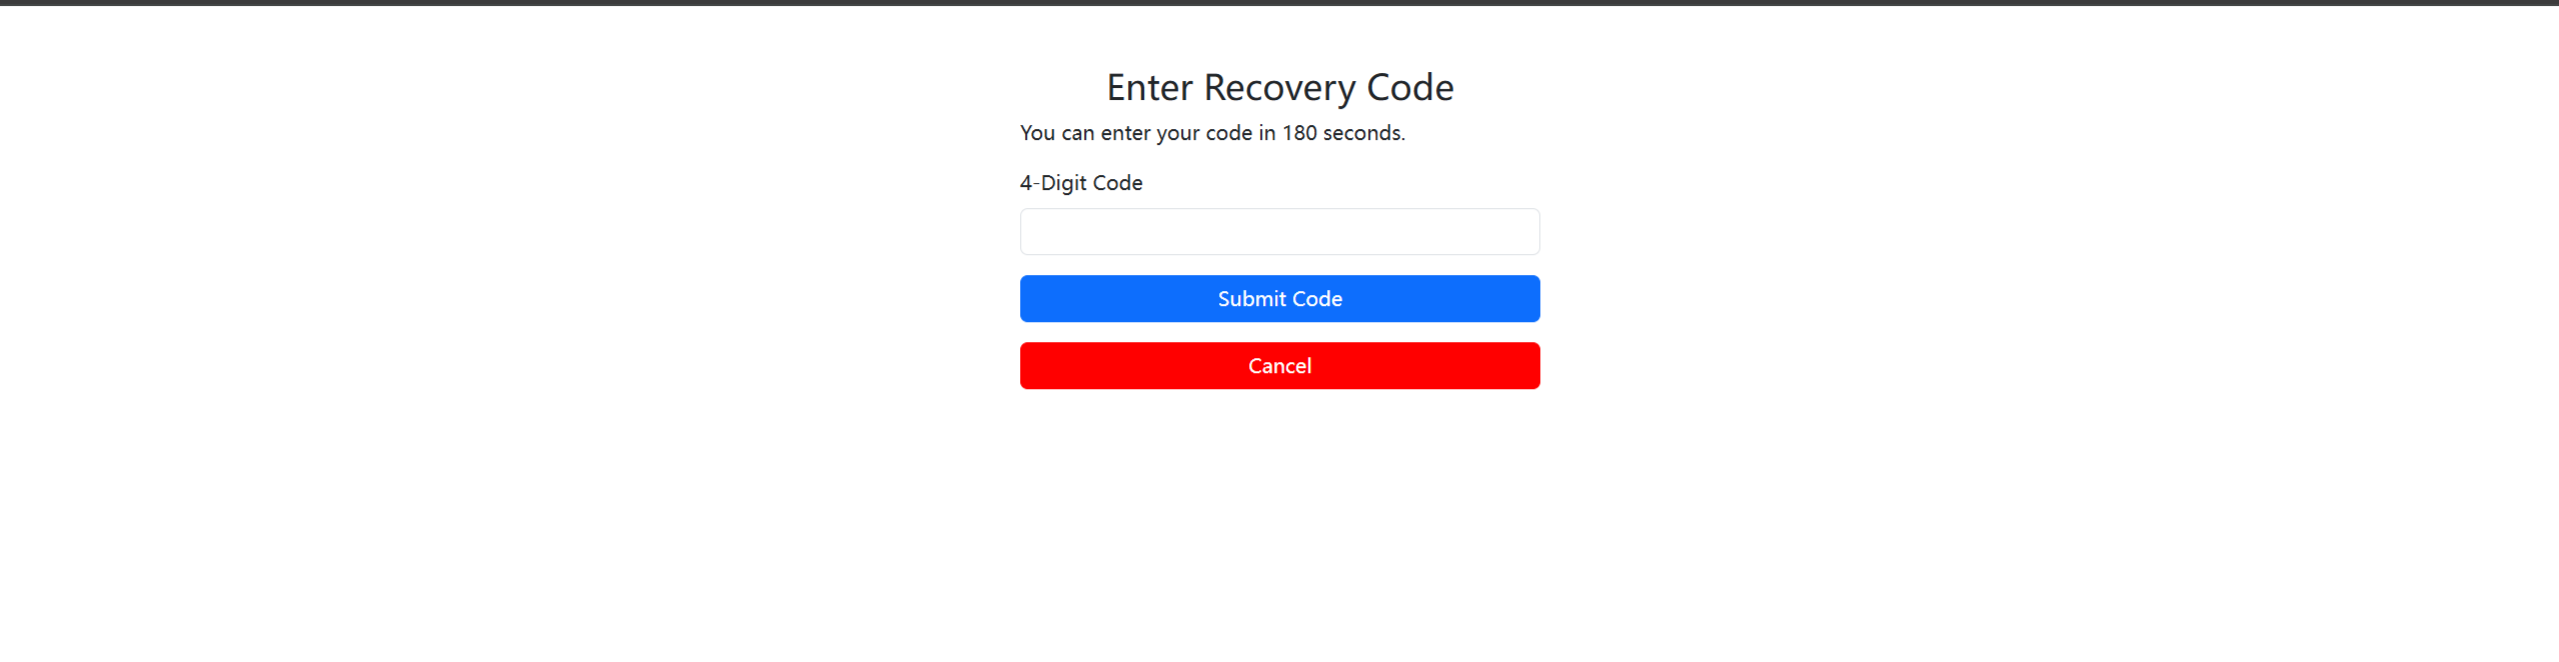 Enter Recovery Code
You can enter your code in 180 seconds.
4-Digit Code
Submit Code
Cancel